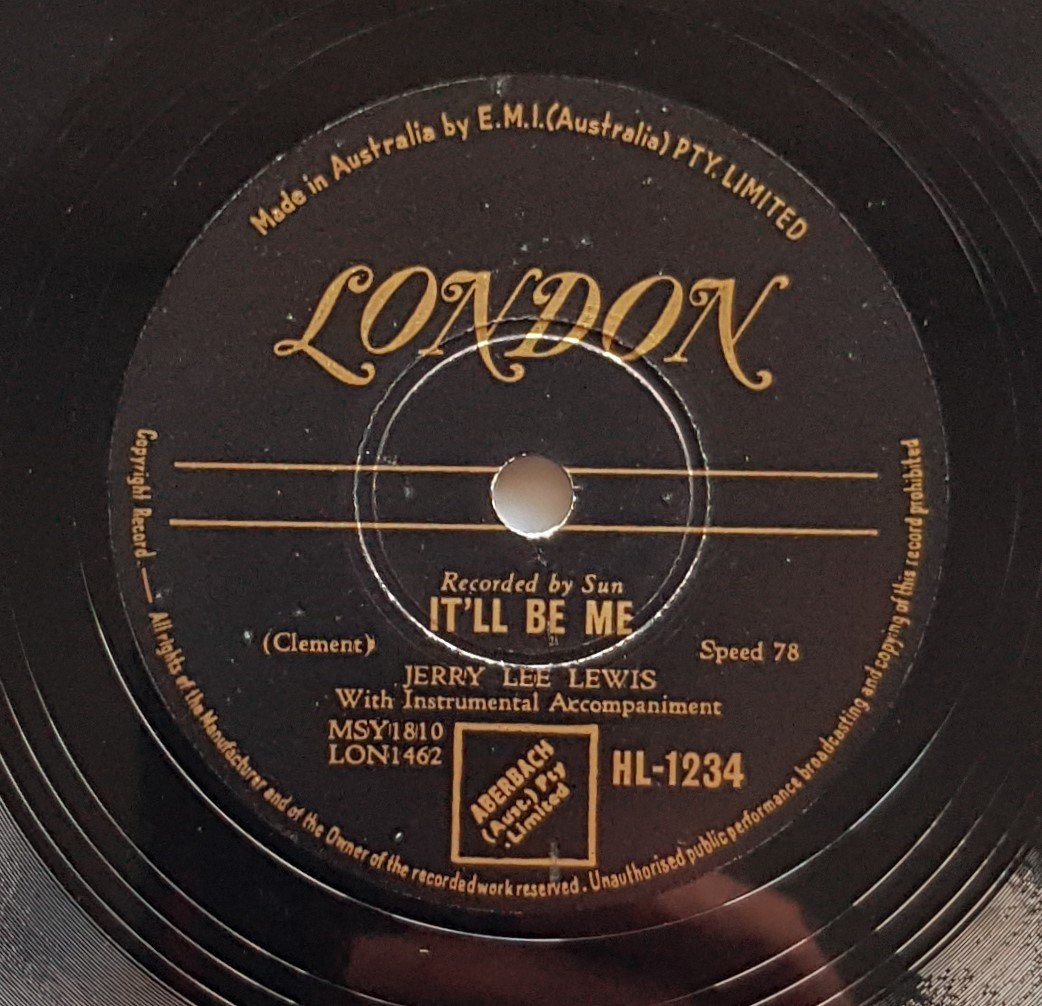 Made in Australia by E.M.I.(Australia) PTY. LIMITED
LONDON
Recorded by Sun
IT'LL BE ME
(Clement)
Speed 78
JERRY LEE LEWIS
With Instrumental Accompaniment
MSY1810
LON1462
HL-1234
ABERBACH
(Aust.) Pty
Limited
Copyright Record. — All rights of the Manufacturer and of the Owner of the recorded work reserved. Unauthorised public performance broadcasting and copying of this record prohibited